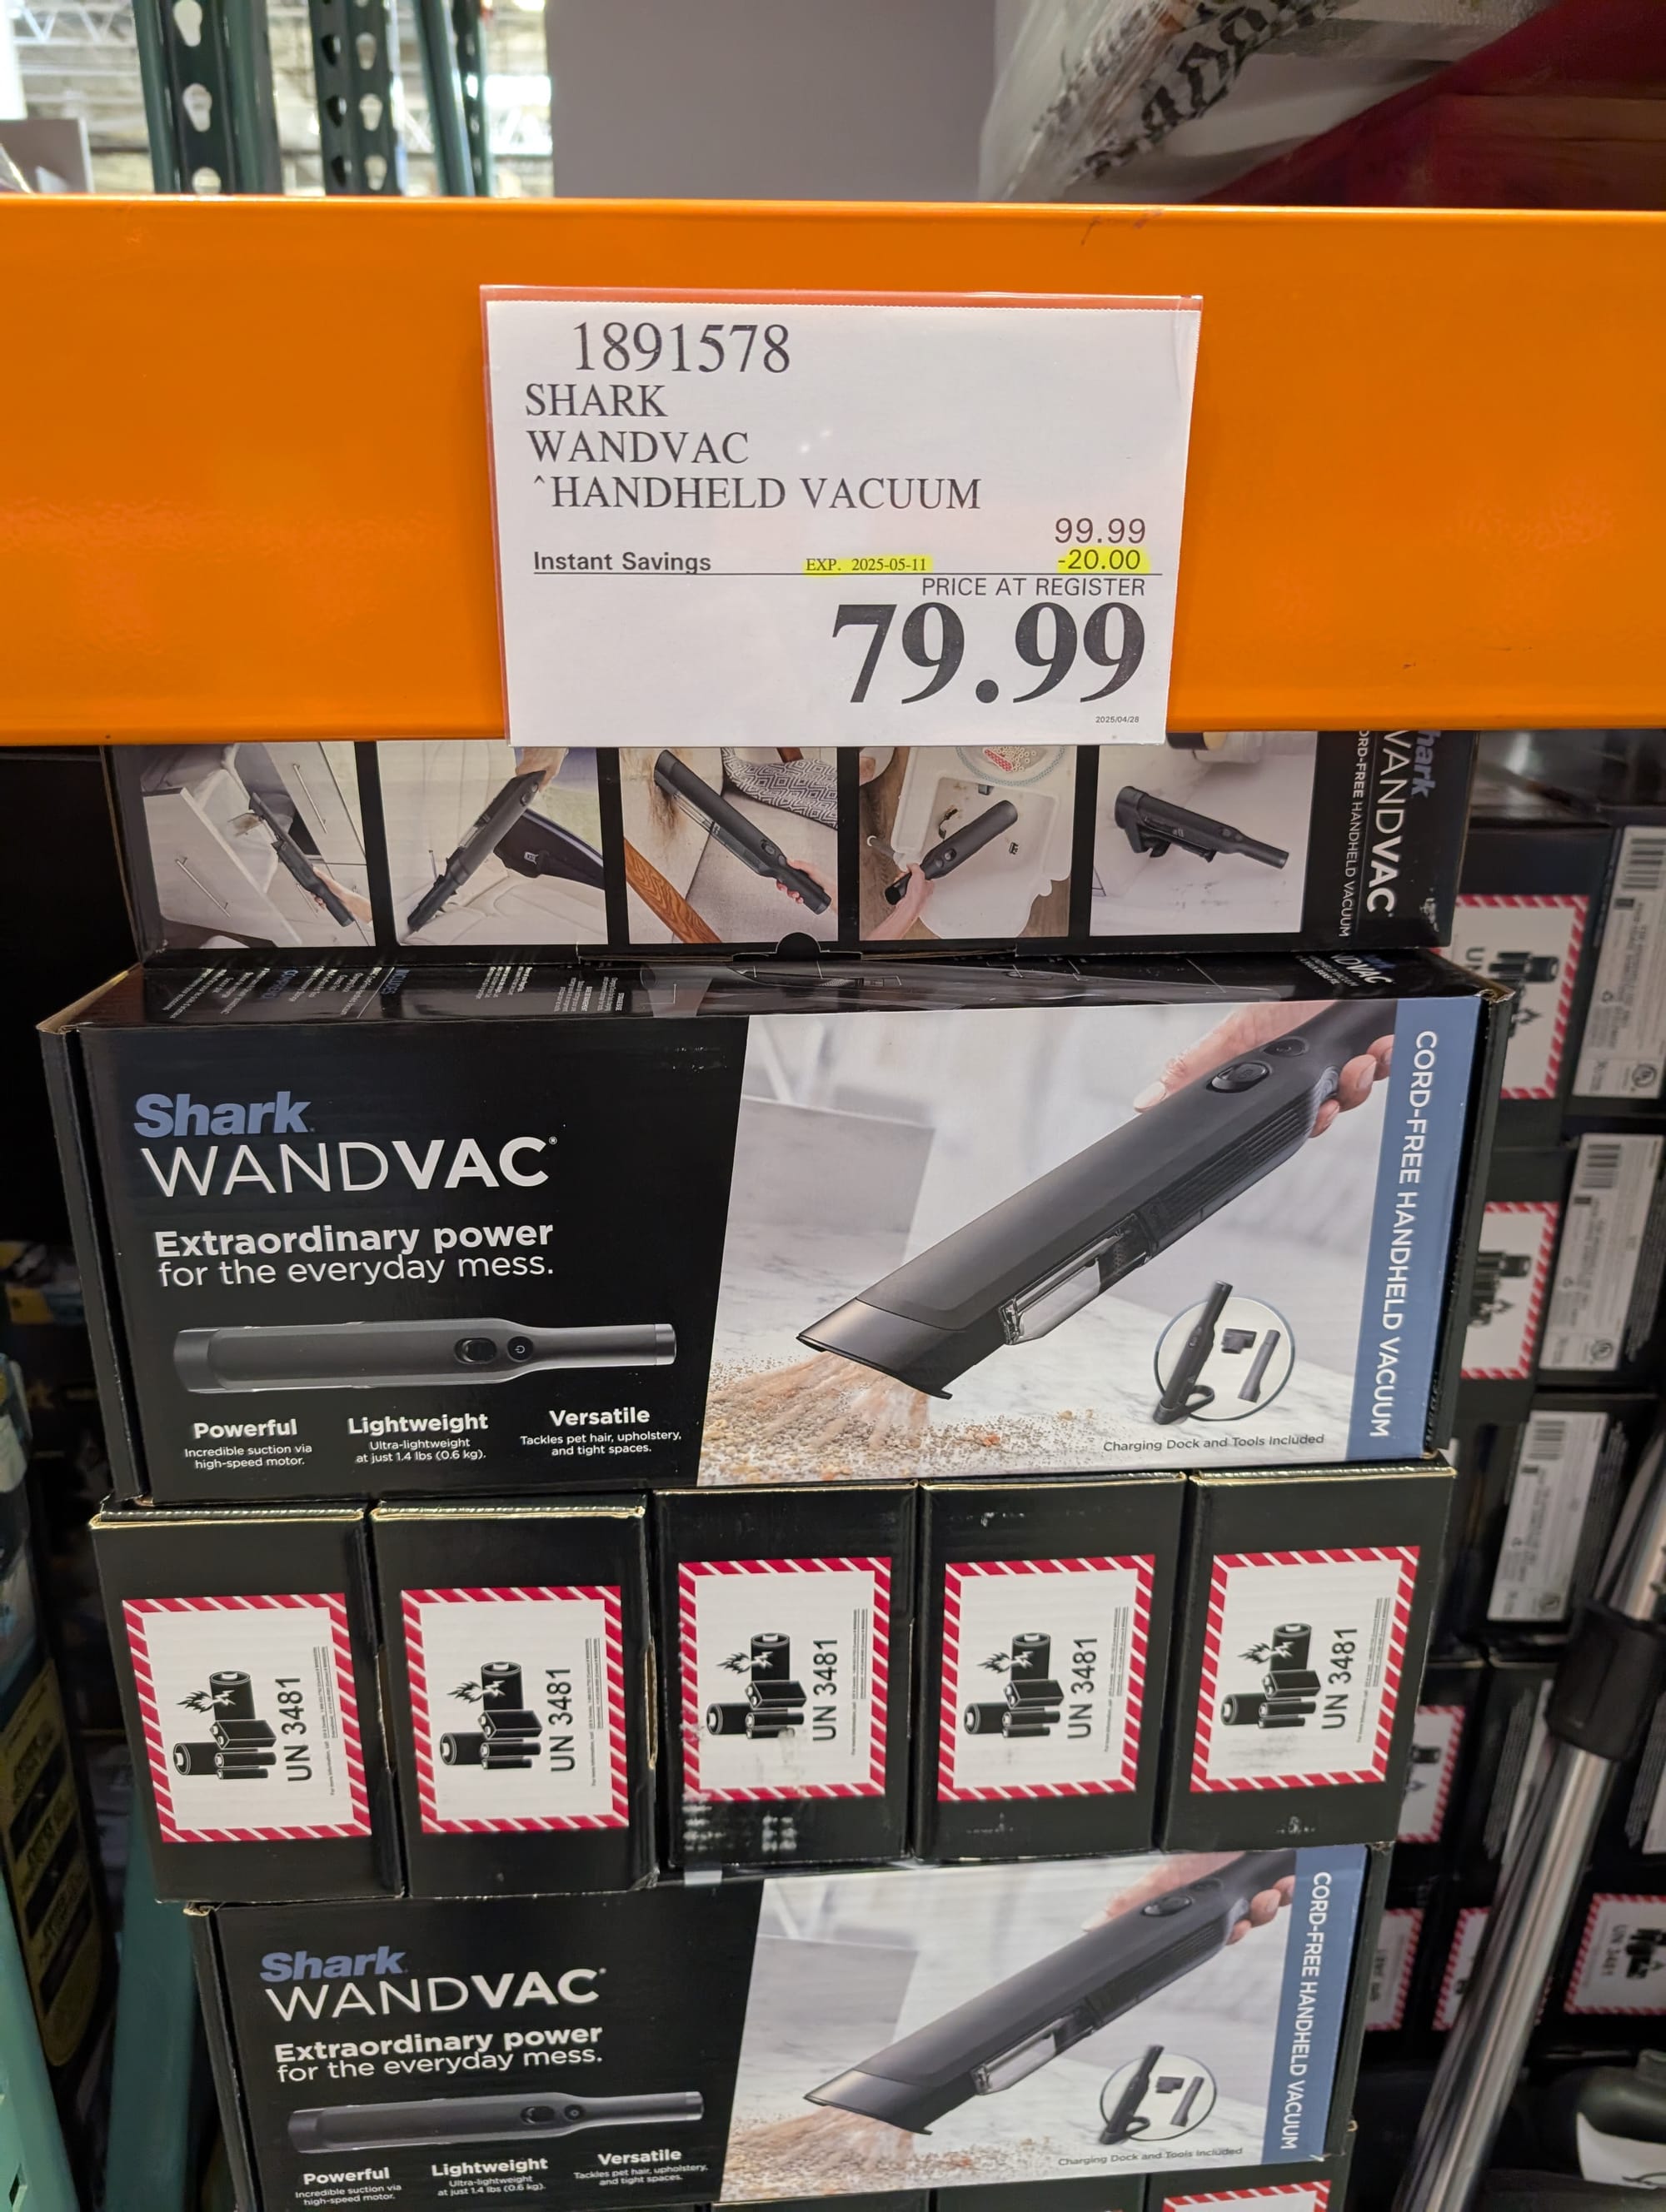 1891578
SHARK
WANDVAC
^HANDHELD VACUUM
99.99
Instant Savings EXP. 2025-05-11 -20.00
PRICE AT REGISTER
79.99
2025/04/28
VANDVAC
ORD-FREE HANDHELD VACUUM
Shark
WANDVAC®
Extraordinary power
for the everyday mess.
Powerful
Incredible suction via
high-speed motor.
Lightweight
Ultra-lightweight
at just 1.4 lbs (0.6 kg).
Versatile
Tackles pet hair, upholstery,
and tight spaces.
Charging Dock and Tools Included
CORD-FREE HANDHELD VACUUM
UN 3481
UN 3481
UN 3481
UN 3481
UN 3481
Shark
WANDVAC®
Extraordinary power
for the everyday mess.
Powerful
Incredible suction via
high-speed motor.
Lightweight
Ultra-lightweight
at just 1.4 lbs (0.6 kg).
Versatile
Tackles pet hair, upholstery,
and tight spaces.
Charging Dock and Tools Included
CORD-FREE HANDHELD VACUUM